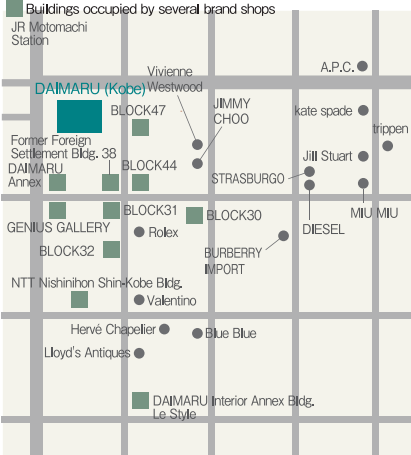 Buildings occupied by several brand shops
JR Motomachi
Station
A.P.C.
Vivienne
Westwood
DAIMARU (Kobe)
JIMMY
CHOO
BLOCK47
kate spade
trippen
Former Foreign
Settlement Bldg. 38
DAIMARU
Annex
BLOCK44
Jill Stuart
STRASBURGO
GENIUS GALLERY
BLOCK31
BLOCK30
MIU MIU
DIESEL
Rolex
BLOCK32
BURBERRY
IMPORT
NTT Nishinihon Shin-Kobe Bldg.
Valentino
Hervé Chapelier
Blue Blue
Lloyd's Antiques
DAIMARU Interior Annex Bldg.
Le Style